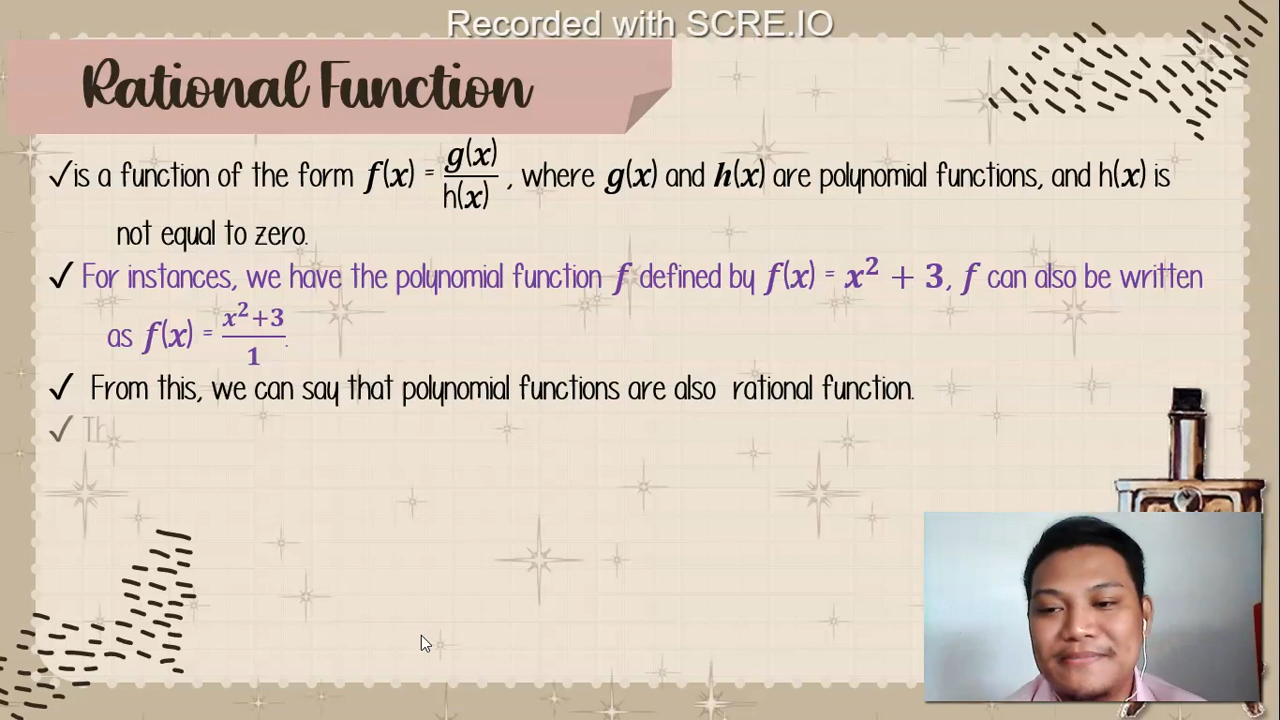 Recorded with SCRE.IO
Rational Function
✓is a function of the form f(x) = g(x)/h(x) , where g(x) and h(x) are polynomial functions, and h(x) is
not equal to zero.
✓ For instances, we have the polynomial function f defined by f(x) = x² + 3, f can also be written
as f(x) = x²+3/1.
✓ From this, we can say that polynomial functions are also rational function.
✓ Th